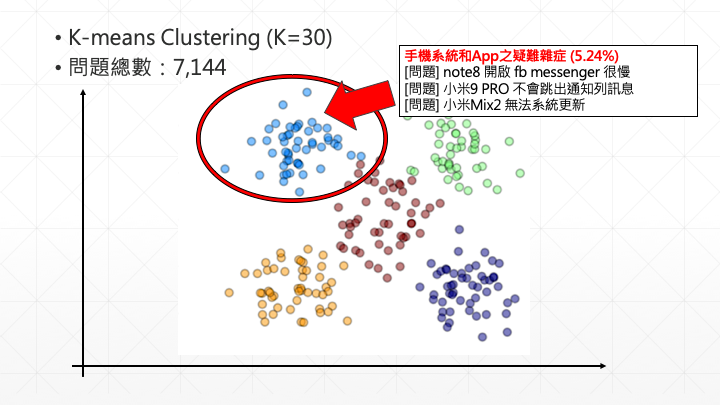 • K-means Clustering (K=30)
• 問題總數：7,144
手機系統和App之疑難雜症 (5.24%)
[問題] note8 開啟 fb messenger 很慢
[問題] 小米9 PRO 不會跳出通知列訊息
[問題] 小米Mix2 無法系統更新